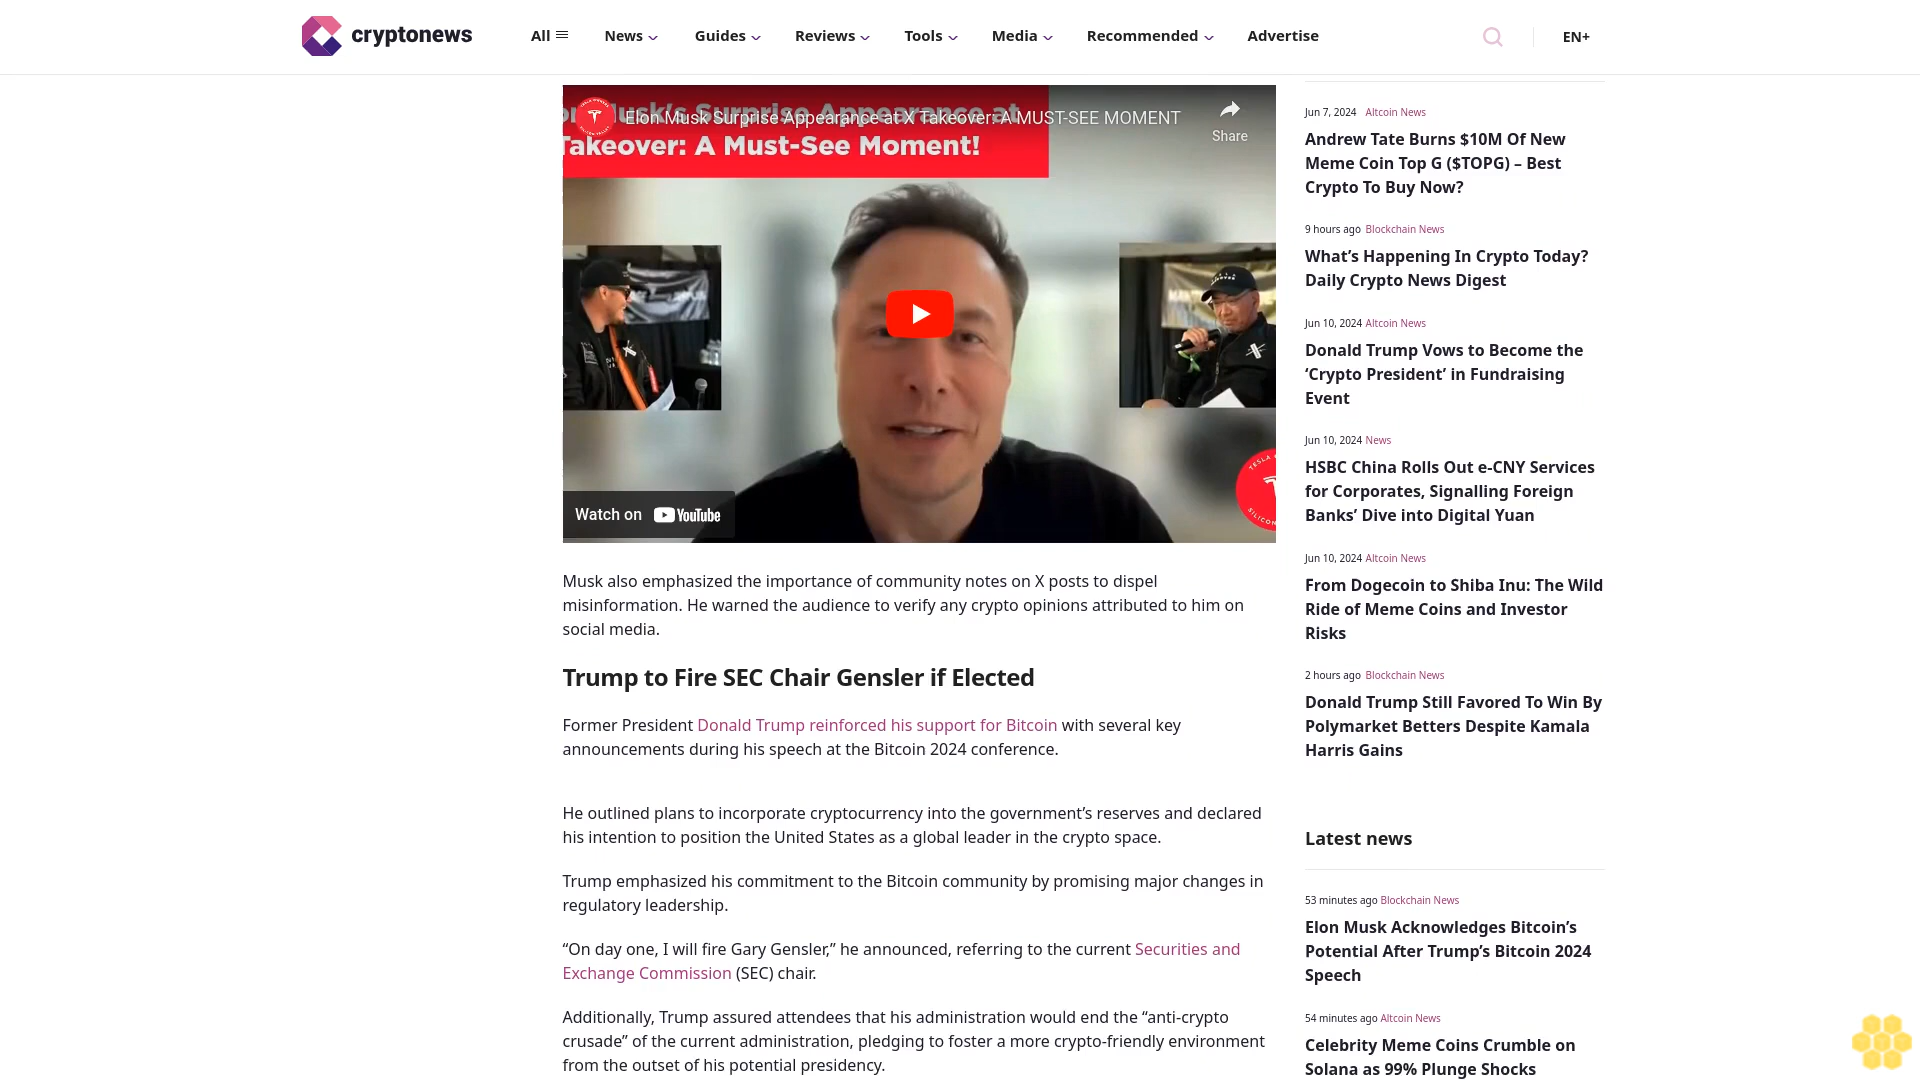 cryptonews
All
News
Guides
Reviews
Tools
Media
Recommended
Advertise
EN+
Musk's Surprise Appearance at
Takeover: A Must-See Moment!
Elon Musk Surprise Appearance at X Takeover: A MUST-SEE MOMENT
Share
Watch on YouTube
Musk also emphasized the importance of community notes on X posts to dispel
misinformation. He warned the audience to verify any crypto opinions attributed to him on
social media.
Trump to Fire SEC Chair Gensler if Elected
Former President Donald Trump reinforced his support for Bitcoin with several key
announcements during his speech at the Bitcoin 2024 conference.
He outlined plans to incorporate cryptocurrency into the government’s reserves and declared
his intention to position the United States as a global leader in the crypto space.
Trump emphasized his commitment to the Bitcoin community by promising major changes in
regulatory leadership.
“On day one, I will fire Gary Gensler,” he announced, referring to the current Securities and
Exchange Commission (SEC) chair.
Additionally, Trump assured attendees that his administration would end the “anti-crypto
crusade” of the current administration, pledging to foster a more crypto-friendly environment
from the outset of his potential presidency.
Jun 7, 2024 Altcoin News
Andrew Tate Burns $10M Of New
Meme Coin Top G ($TOPG) – Best
Crypto To Buy Now?
9 hours ago Blockchain News
What’s Happening In Crypto Today?
Daily Crypto News Digest
Jun 10, 2024 Altcoin News
Donald Trump Vows to Become the
‘Crypto President’ in Fundraising
Event
Jun 10, 2024 News
HSBC China Rolls Out e-CNY Services
for Corporates, Signalling Foreign
Banks’ Dive into Digital Yuan
Jun 10, 2024 Altcoin News
From Dogecoin to Shiba Inu: The Wild
Ride of Meme Coins and Investor
Risks
2 hours ago Blockchain News
Donald Trump Still Favored To Win By
Polymarket Betters Despite Kamala
Harris Gains
Latest news
53 minutes ago Blockchain News
Elon Musk Acknowledges Bitcoin’s
Potential After Trump’s Bitcoin 2024
Speech
54 minutes ago Altcoin News
Celebrity Meme Coins Crumble on
Solana as 99% Plunge Shocks